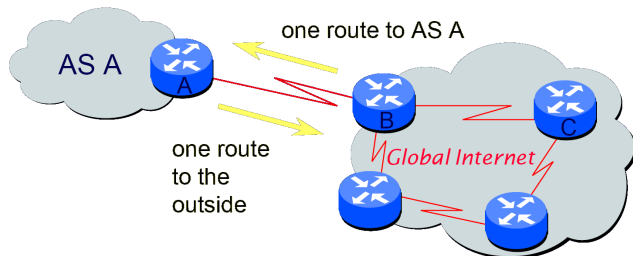 one route to AS A
AS A
A
B
C
Global Internet
one route
to the
outside